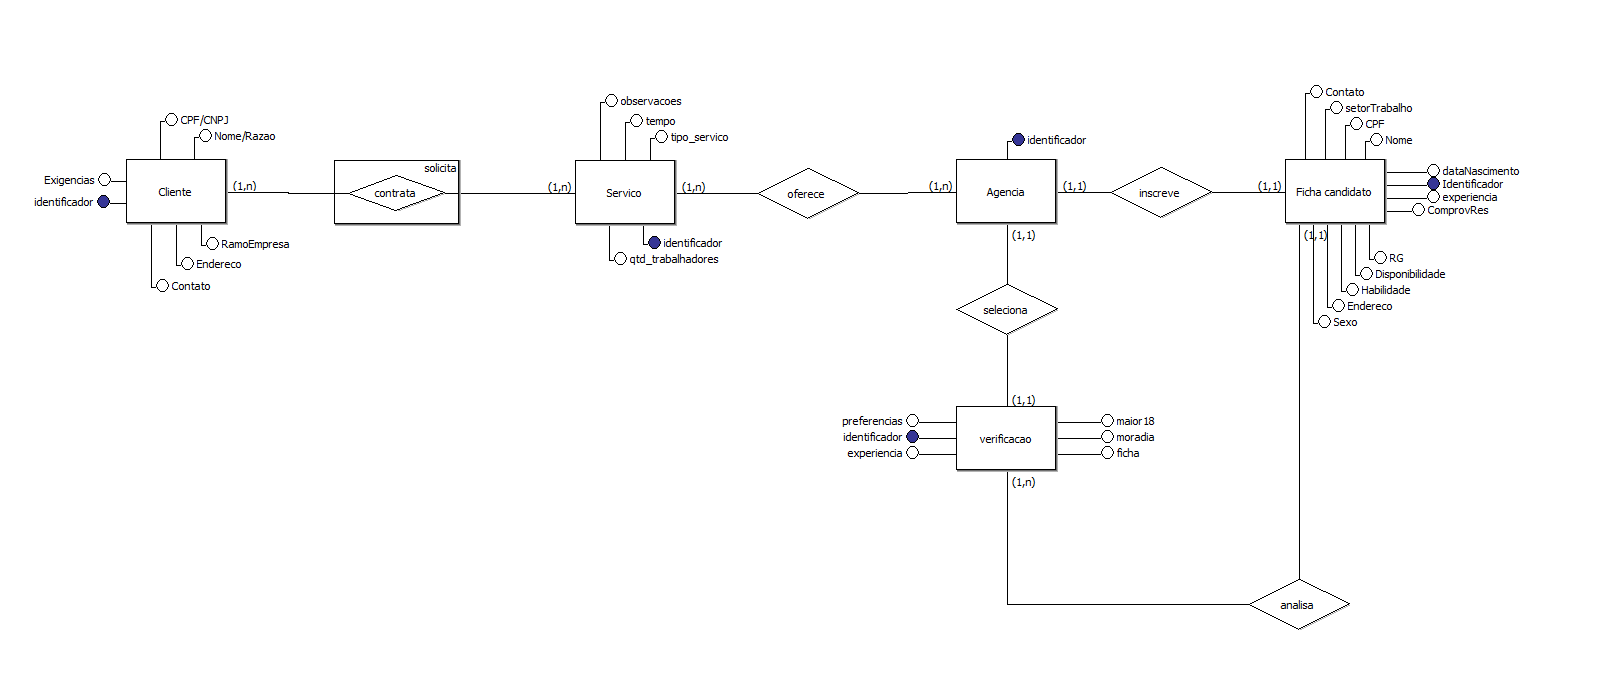 Contato
setorTrabalho
CPF
Nome
observacoes
tempo
tipo_servico
CPF/CNPJ
Nome/Razao
identificador
solicita
Exigencias
identificador
Cliente
(1,n)
contrata
(1,n)
Servico
(1,n)
oferece
(1,n)
Agencia
(1,1)
inscreve
(1,1)
Ficha candidato
dataNascimento
Identificador
experiencia
ComprovRes
RamoEmpresa
Endereco
Contato
identificador
qtd_trabalhadores
(1,1)
(1,1)
RG
Disponibilidade
Habilidade
Endereco
Sexo
seleciona
(1,1)
preferencias
identificador
experiencia
verificacao
maior18
moradia
ficha
(1,n)
analisa